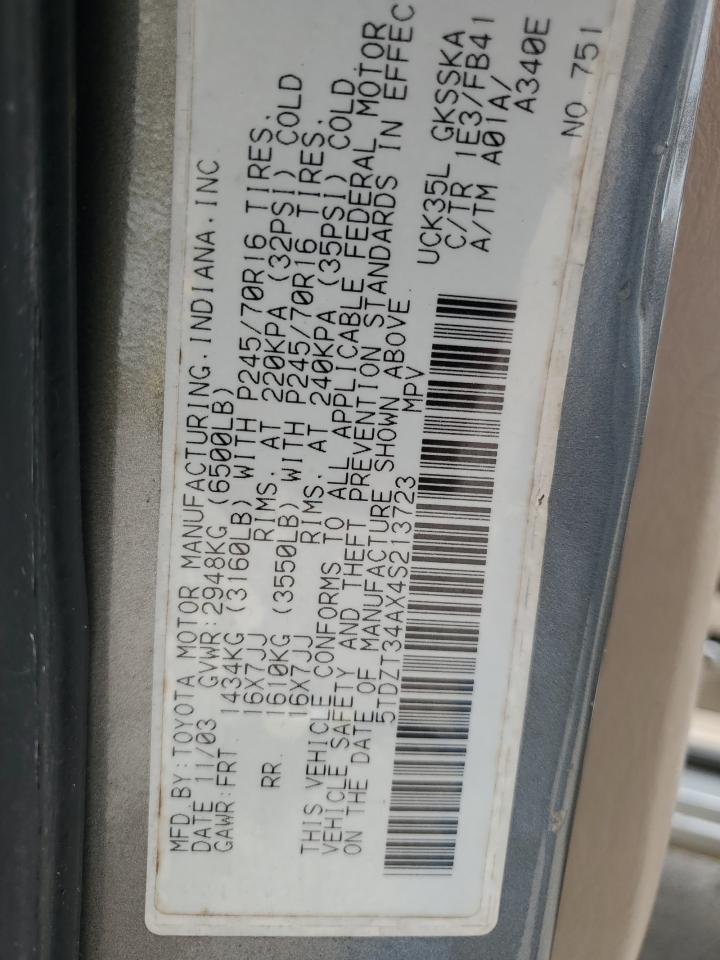 MFD.BY:TOYOTA MOTOR MANUFACTURING.INDIANA.INC
DATE 11/03 GVWR:2948KG (6500LB)
GAWR:FRT 1434KG (3160LB) WITH P245/70R16 TIRES.
16X7JJ RIMS. AT 220KPA (32PSI) COLD
RR. 1610KG (3550LB) WITH P245/70R16 TIRES.
16X7JJ RIMS. AT 240KPA (35PSI) COLD
THIS VEHICLE CONFORMS TO ALL APPLICABLE FEDERAL MOTOR
VEHICLE SAFETY AND THEFT PREVENTION STANDARDS IN EFFEC
ON THE DATE OF MANUFACTURE SHOWN ABOVE
5TDZT34AX4S213723 MPV
UCK35L GKSSKA
C/TR 1E3/FB41
A/TM A01A/
A340E
NO 751